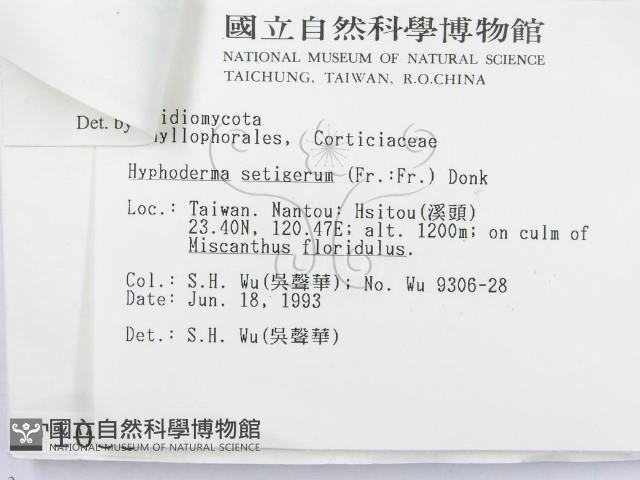 國立自然科學博物館
NATIONAL MUSEUM OF NATURAL SCIENCE
TAICHUNG, TAIWAN, R.O.CHINA
Det. by
idiomycota
yllophorales, Corticiaceae
Hyphoderma setigerum (Fr.:Fr.) Donk
Loc.: Taiwan. Nantou: Hsitou(溪頭)
23.40N, 120.47E; alt. 1200m; on culm of
Miscanthus floridulus.
Col.: S.H. Wu(吳聲華); No. Wu 9306-28
Date: Jun. 18, 1993
Det.: S.H. Wu(吳聲華)
國立自然科學博物館
NATIONAL MUSEUM OF NATURAL SCIENCE